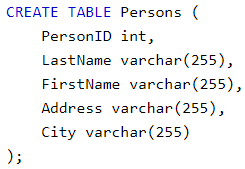 CREATE TABLE Persons (
    PersonID int,
    LastName varchar(255),
    FirstName varchar(255),
    Address varchar(255),
    City varchar(255)
);